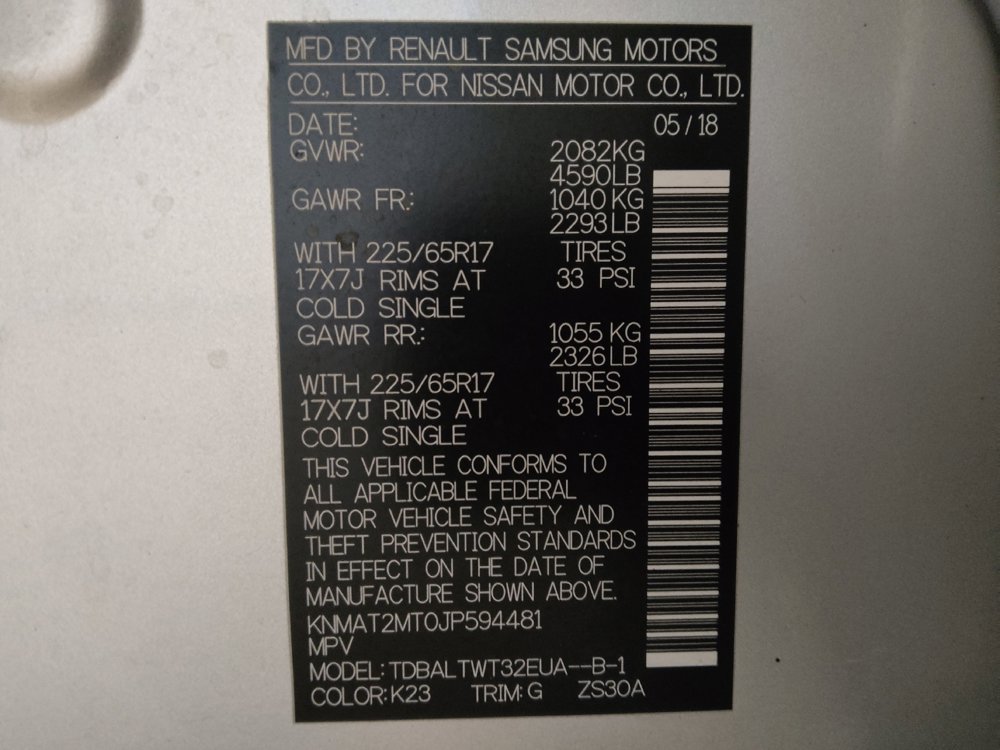 MFD BY RENAULT SAMSUNG MOTORS
CO., LTD. FOR NISSAN MOTOR CO., LTD.
DATE: 05/18
GVWR: 2082KG
4590LB
GAWR FR.: 1040 KG
2293 LB
WITH 225/65R17 TIRES
17X7J RIMS AT 33 PSI
COLD SINGLE
GAWR RR.: 1055 KG
2326 LB
WITH 225/65R17 TIRES
17X7J RIMS AT 33 PSI
COLD SINGLE
THIS VEHICLE CONFORMS TO
ALL APPLICABLE FEDERAL
MOTOR VEHICLE SAFETY AND
THEFT PREVENTION STANDARDS
IN EFFECT ON THE DATE OF
MANUFACTURE SHOWN ABOVE.
KNMAT2MT0JP594481
MPV
MODEL: TDBALTWT32EUA--B-1
COLOR: K23 TRIM: G ZS30A